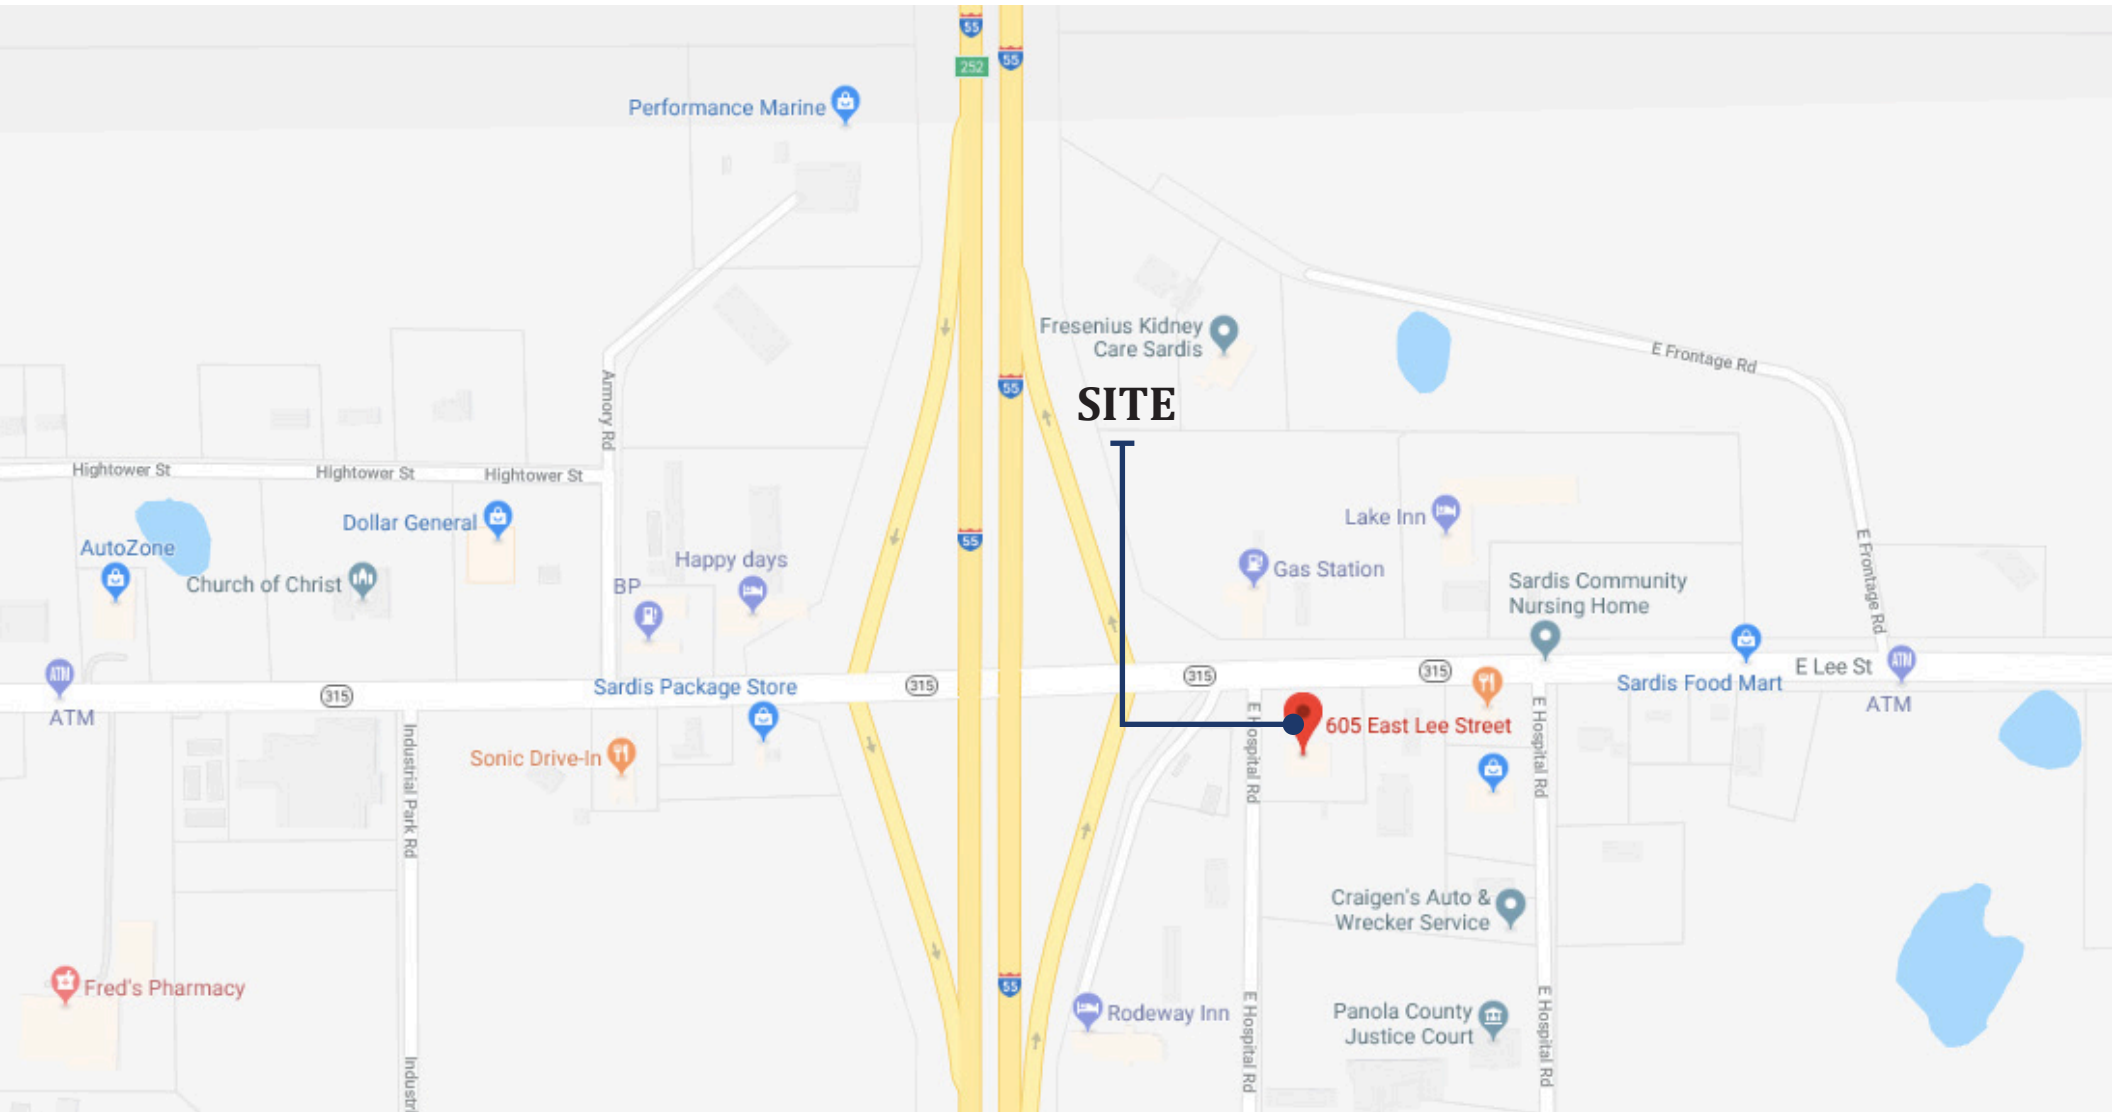 55
55
252
Performance Marine
Fresenius Kidney
Care Sardis
E Frontage Rd
55
SITE
Armory Rd
Hightower St
Hightower St
Hightower St
Dollar General
Lake Inn
AutoZone
55
Church of Christ
Happy days
BP
Gas Station
Sardis Community
Nursing Home
E Frontage Rd
ATM
ATM
315
Sardis Package Store
315
315
315
E Lee St
Sardis Food Mart
ATM
ATM
605 East Lee Street
Sonic Drive-In
Industrial Park Rd
E Hospital Rd
E Hospital Rd
Craigen's Auto &
Wrecker Service
Fred's Pharmacy
55
Rodeway Inn
Panola County
Justice Court
E Hospital Rd
E Hospital Rd
Industri